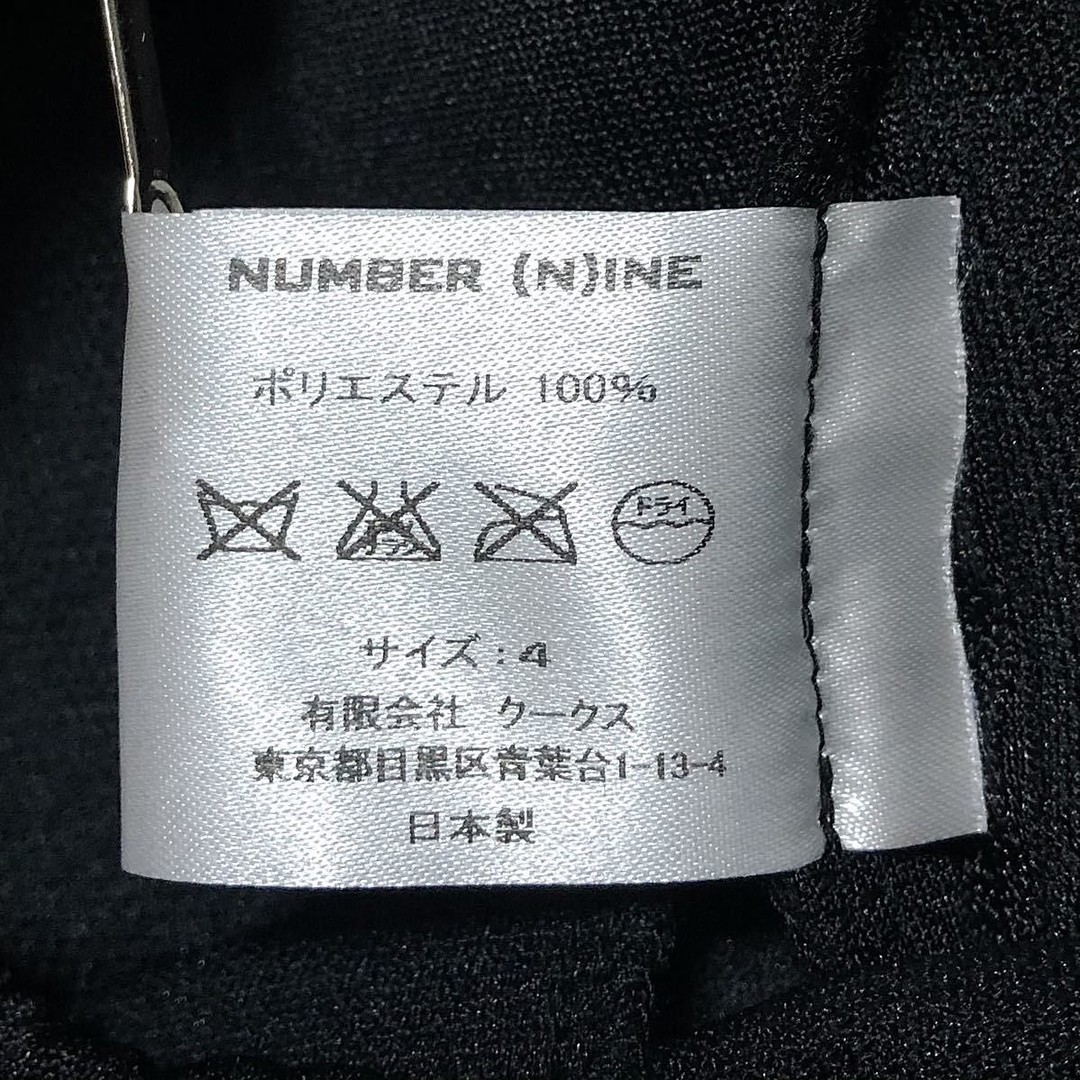 NUMBER (N)INE
ポリエステル 100%
ドライ
サイズ:4
有限会社 クークス
東京都目黒区青葉台1-13-4
日本製